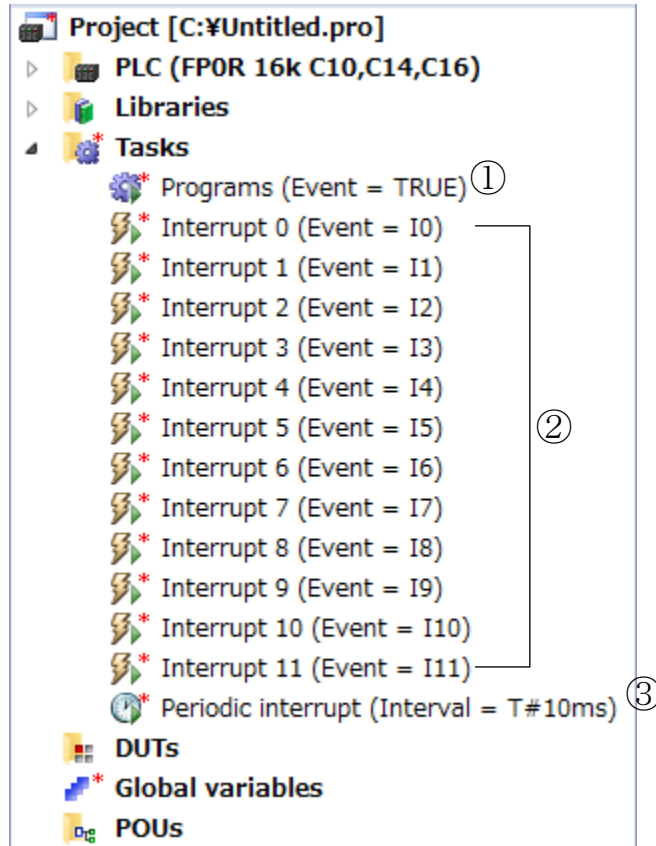 Project [C:¥Untitled.pro]
PLC (FP0R 16k C10,C14,C16)
Libraries
Tasks
Programs (Event = TRUE) ①
Interrupt 0 (Event = I0)
Interrupt 1 (Event = I1)
Interrupt 2 (Event = I2)
Interrupt 3 (Event = I3)
Interrupt 4 (Event = I4)
Interrupt 5 (Event = I5)
②
Interrupt 6 (Event = I6)
Interrupt 7 (Event = I7)
Interrupt 8 (Event = I8)
Interrupt 9 (Event = I9)
Interrupt 10 (Event = I10)
Interrupt 11 (Event = I11)
Periodic interrupt (Interval = T#10ms) ③
DUTs
Global variables
POUs